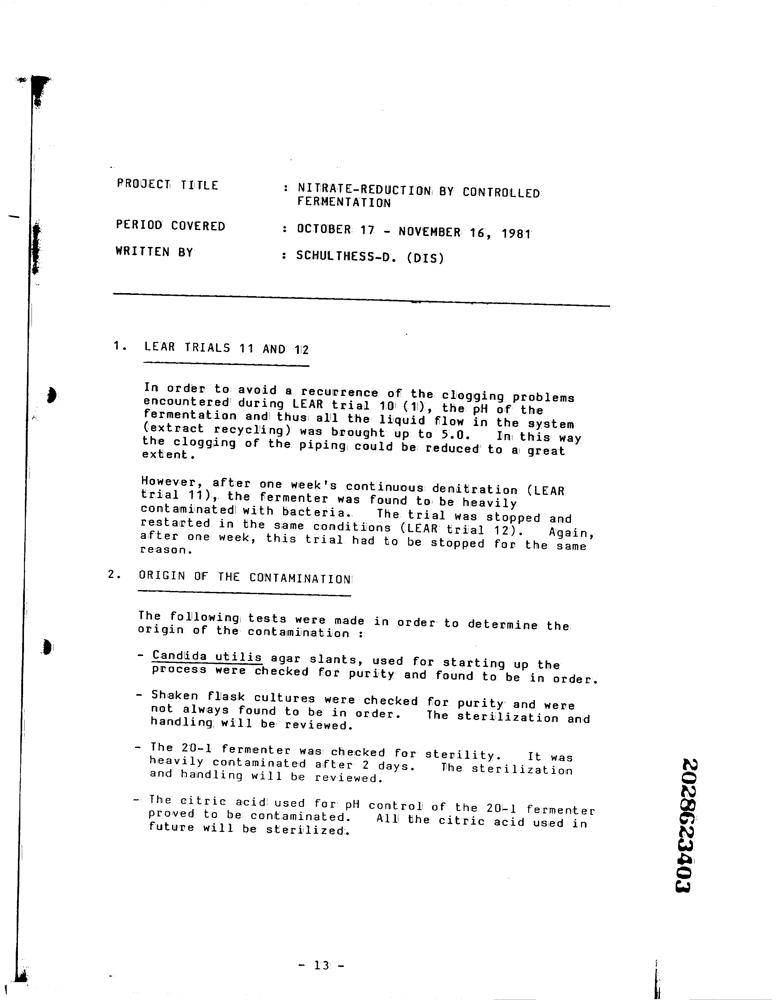 PROJECT TITLE : NITRATE-REDUCTION BY CONTROLLED
FERMENTATION
PERIOD COVERED : OCTOBER 17 - NOVEMBER 16, 1981
WRITTEN BY : SCHULTHESS-D. (DIS)
1. LEAR TRIALS 11 AND 12
In order to avoid a recurrence of the clogging problems
encountered during LEAR trial 10 (1), the pH of the
fermentation and thus all the liquid flow in the system
(extract recycling) was brought up to 5.0. In this way
the clogging of the piping could be reduced to a great
extent.
However, after one week's continuous denitration (LEAR
trial 11), the fermenter was found to be heavily
contaminated with bacteria. The trial was stopped and
restarted in the same conditions (LEAR trial 12). Again,
after one week, this trial had to be stopped for the same
reason.
2. ORIGIN OF THE CONTAMINATION
The following tests were made in order to determine the
origin of the contamination :
- Candida utilis agar slants, used for starting up the
process were checked for purity and found to be in order.
- Shaken flask cultures were checked for purity and were
not always found to be in order. The sterilization and
handling will be reviewed.
- The 20-l fermenter was checked for sterility. It was
heavily contaminated after 2 days. The sterilization
and handling will be reviewed.
- The citric acid used for pH control of the 20-l fermenter
proved to be contaminated. All the citric acid used in
future will be sterilized.
2028623403
- 13 -